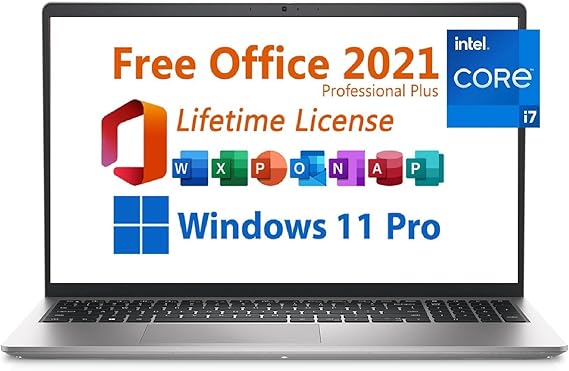 Free Office 2021
Professional Plus
Lifetime License
W X P O N A P
Windows 11 Pro
intel
CORE
i7